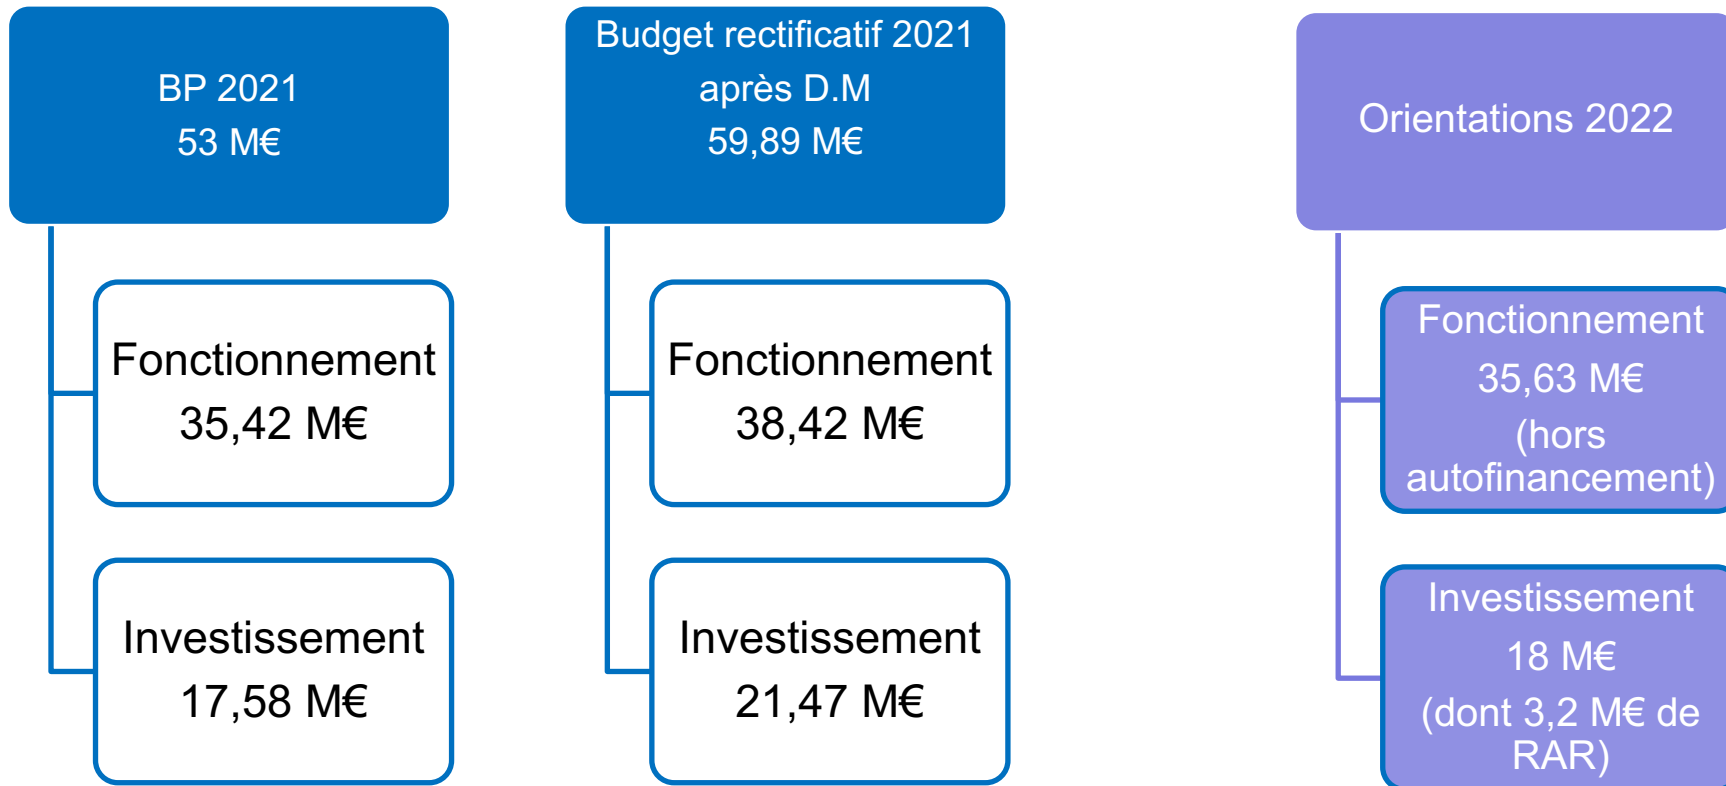 BP 2021
53 M€
Fonctionnement
35,42 M€
Investissement
17,58 M€
Budget rectificatif 2021
après D.M
59,89 M€
Fonctionnement
38,42 M€
Investissement
21,47 M€
Orientations 2022
Fonctionnement
35,63 M€
(hors
autofinancement)
Investissement
18 M€
(dont 3,2 M€ de
RAR)